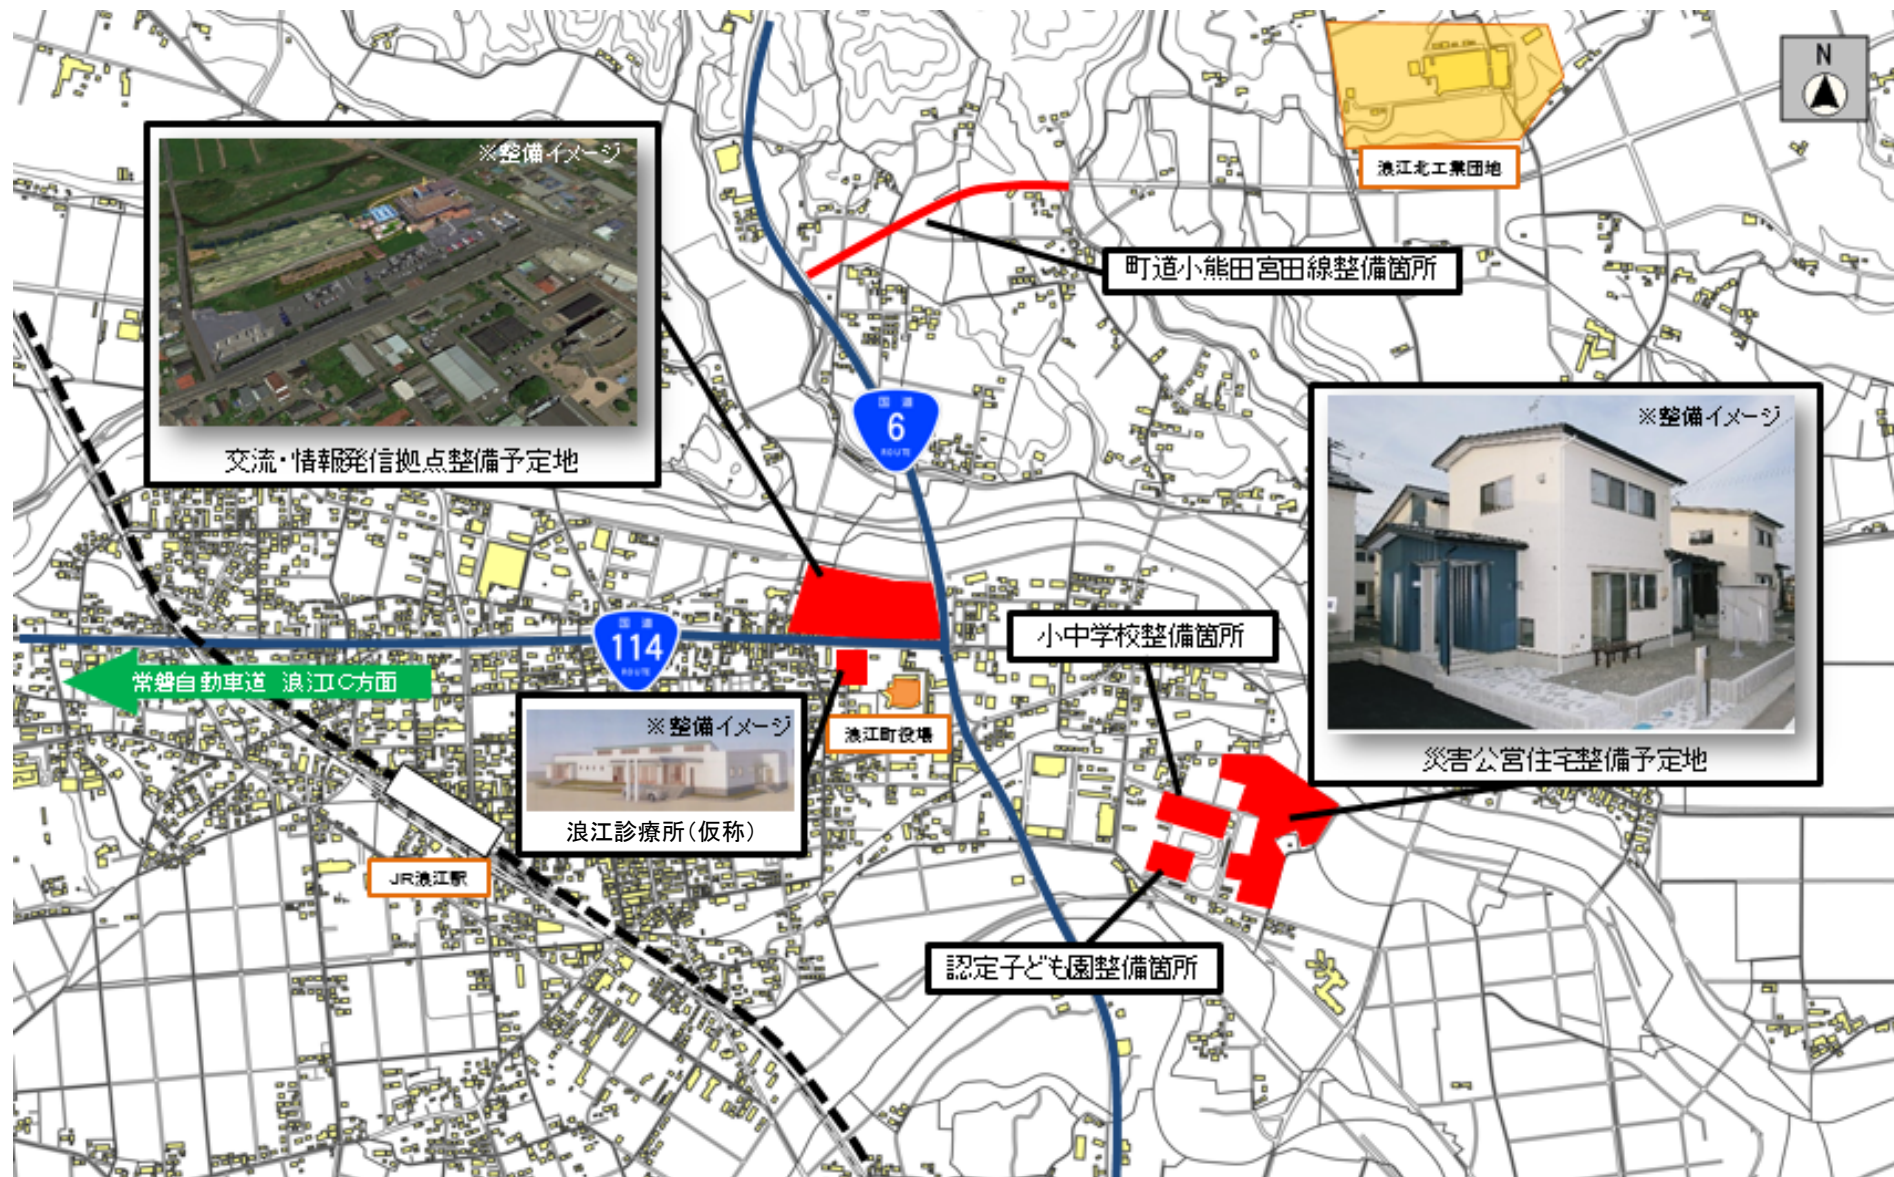 N
※整備イメージ
浪江北工業団地
町道小熊田宮田線整備箇所
国道
6
ROUTE
※整備イメージ
交流・情報発信拠点整備予定地
国道
114
ROUTE
小中学校整備箇所
常磐自動車道 浪江IC方面
※整備イメージ
浪江町役場
災害公営住宅整備予定地
浪江診療所(仮称)
JR浪江駅
認定子ども園整備箇所